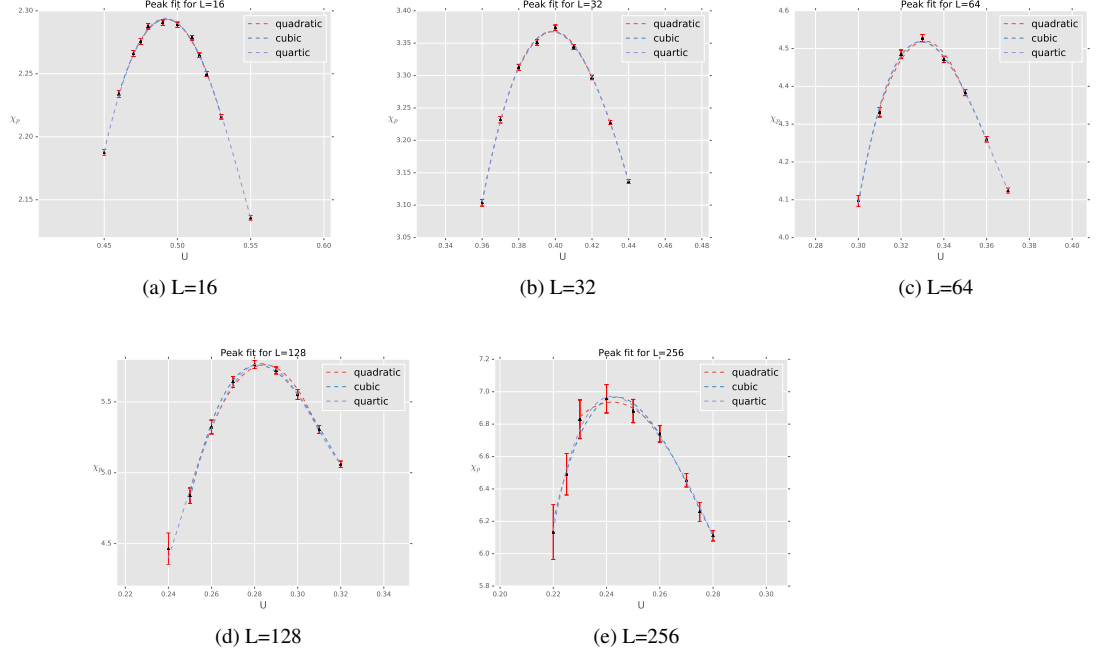 Peak fit for L=16
quadratic
cubic
quartic
2.30
2.25
2.20
2.15
χp
0.45
0.50
0.55
0.60
U
(a) L=16
Peak fit for L=32
quadratic
cubic
quartic
3.40
3.35
3.30
3.25
3.20
3.15
3.10
3.05
χp
0.34
0.36
0.38
0.40
0.42
0.44
0.46
0.48
U
(b) L=32
Peak fit for L=64
quadratic
cubic
quartic
4.6
4.5
4.4
4.3
4.2
4.1
4.0
χp
0.28
0.30
0.32
0.34
0.36
0.38
0.40
U
(c) L=64
Peak fit for L=128
quadratic
cubic
quartic
5.5
5.0
4.5
χp
0.22
0.24
0.26
0.28
0.30
0.32
0.34
U
(d) L=128
Peak fit for L=256
quadratic
cubic
quartic
7.2
7.0
6.8
6.6
6.4
6.2
6.0
5.8
χp
0.20
0.22
0.24
0.26
0.28
0.30
U
(e) L=256